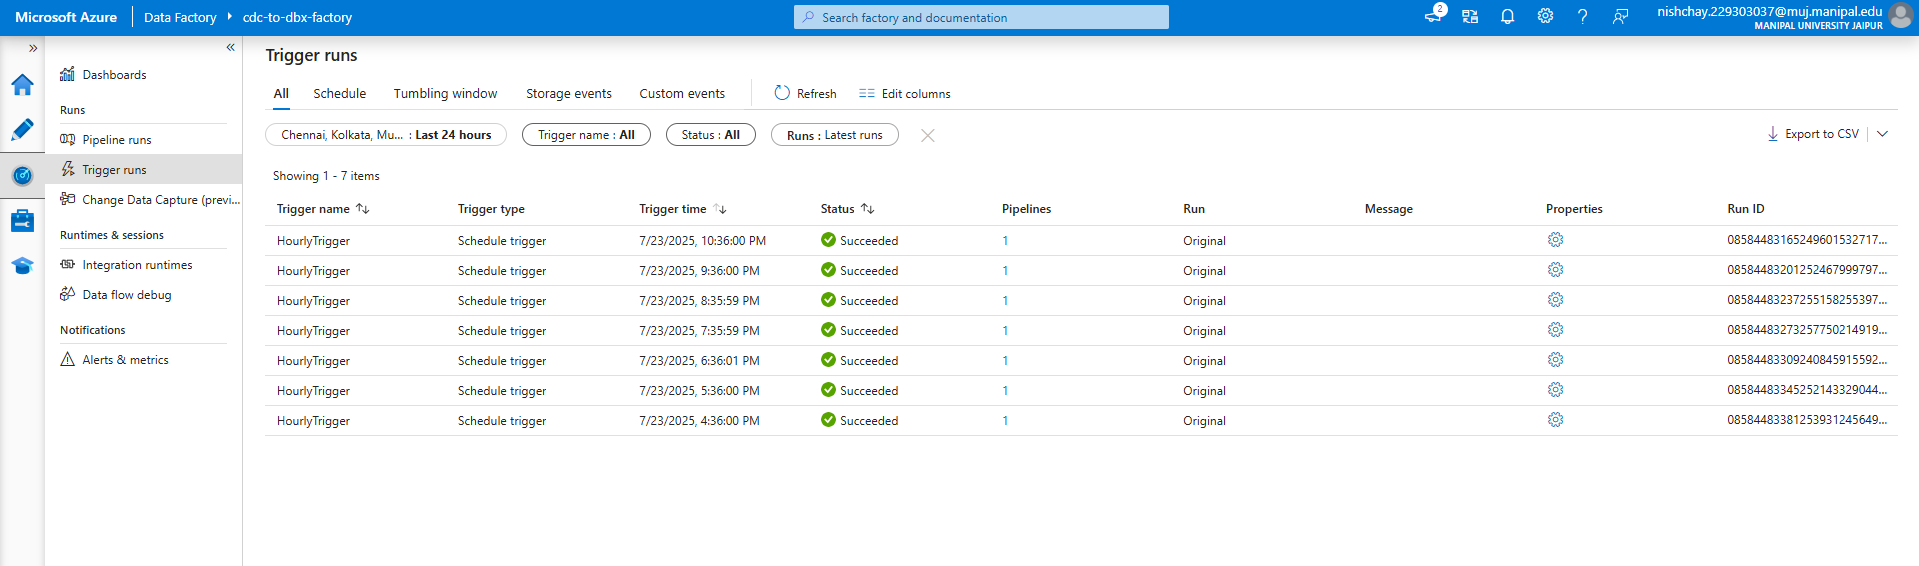 Microsoft Azure
Data Factory
cdc-to-dbx-factory
Search factory and documentation
2
nishchay.229303037@muj.manipal.edu
MANIPAL UNIVERSITY JAIPUR
Dashboards
Runs
Pipeline runs
Trigger runs
Change Data Capture (previ...
Runtimes & sessions
Integration runtimes
Data flow debug
Notifications
Alerts & metrics
Trigger runs
All Schedule Tumbling window Storage events Custom events Refresh Edit columns
Chennai, Kolkata, Mu... : Last 24 hours Trigger name : All Status : All Runs : Latest runs Export to CSV
Showing 1 - 7 items
Trigger name Trigger type Trigger time Status Pipelines Run Message Properties Run ID
HourlyTrigger Schedule trigger 7/23/2025, 10:36:00 PM Succeeded 1 Original 08584483165249601532717...
HourlyTrigger Schedule trigger 7/23/2025, 9:36:00 PM Succeeded 1 Original 08584483201252467999797...
HourlyTrigger Schedule trigger 7/23/2025, 8:35:59 PM Succeeded 1 Original 08584483237255158255397...
HourlyTrigger Schedule trigger 7/23/2025, 7:35:59 PM Succeeded 1 Original 08584483273257750214919...
HourlyTrigger Schedule trigger 7/23/2025, 6:36:01 PM Succeeded 1 Original 08584483309240845915592...
HourlyTrigger Schedule trigger 7/23/2025, 5:36:00 PM Succeeded 1 Original 08584483345252143329044...
HourlyTrigger Schedule trigger 7/23/2025, 4:36:00 PM Succeeded 1 Original 08584483381253931245649...